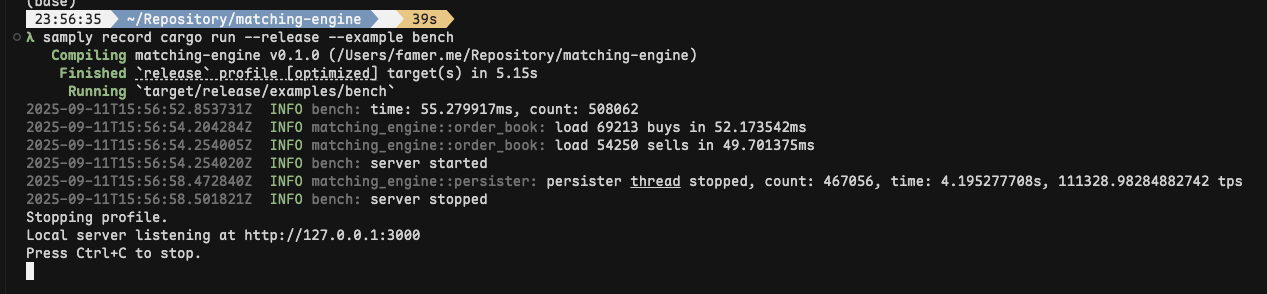 (base)
23:56:35 ~/Repository/matching-engine 39s
λ samply record cargo run --release --example bench
Compiling matching-engine v0.1.0 (/Users/famer.me/Repository/matching-engine)
Finished `release` profile [optimized] target(s) in 5.15s
Running `target/release/examples/bench`
2025-09-11T15:56:52.853731Z INFO bench: time: 55.279917ms, count: 508062
2025-09-11T15:56:54.204284Z INFO matching_engine::order_book: load 69213 buys in 52.173542ms
2025-09-11T15:56:54.254005Z INFO matching_engine::order_book: load 54250 sells in 49.701375ms
2025-09-11T15:56:54.254020Z INFO bench: server started
2025-09-11T15:56:58.472840Z INFO matching_engine::persister: persister thread stopped, count: 467056, time: 4.195277708s, 111328.98284882742 tps
2025-09-11T15:56:58.501821Z INFO bench: server stopped
Stopping profile.
Local server listening at http://127.0.0.1:3000
Press Ctrl+C to stop.